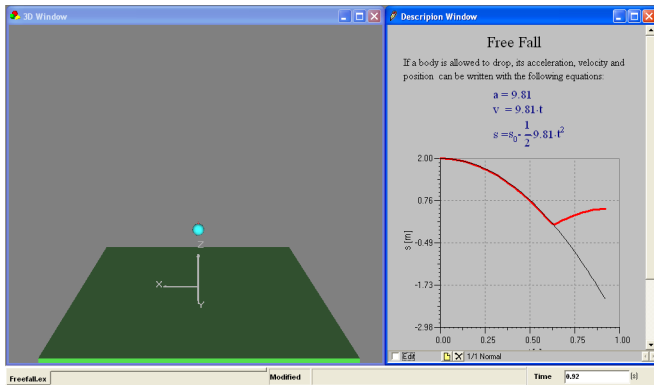 3D Window
Descripion Window
Free Fall
If a body is allowed to drop, its acceleration, velocity and
position can be written with the following equations:
a = 9.81
v = 9.81·t
s =s0- 1/2 ·9.81·t²
2.00
0.76
-0.49
-1.73
-2.98
s [m]
0.00 0.25 0.50 0.75 1.00
Z
X
Y
Edit 1/1 Normal
FreefalLex Modified Time 0.92 (s)